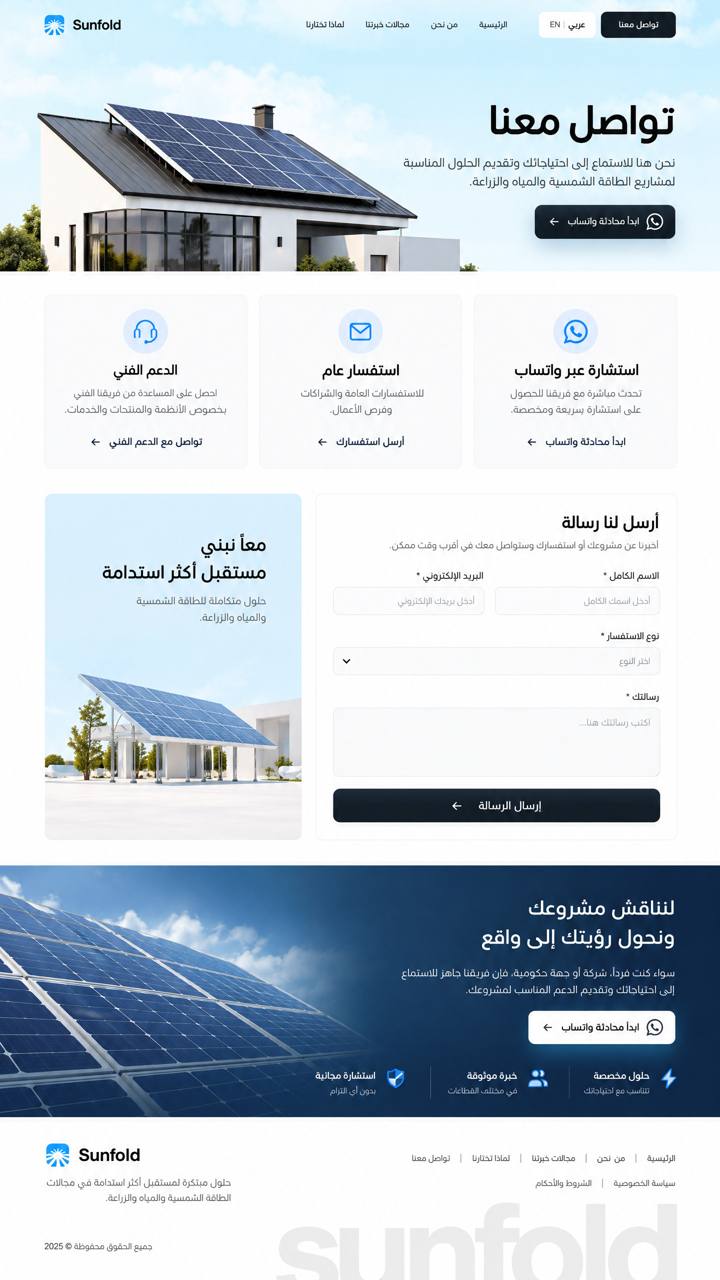 Sunfold
الرئيسية
من نحن
مجالات خبرتنا
لماذا تختارنا
عربي | EN
تواصل معنا
تواصل معنا
نحن هنا للاستماع إلى احتياجاتك وتقديم الحلول المناسبة
لمشاريع الطاقة الشمسية والمياه والزراعة.
ابدأ محادثة واتساب
استشارة عبر واتساب
تحدث مباشرة مع فريقنا للحصول
على استشارة سريعة ومخصصة.
ابدأ محادثة واتساب
استفسار عام
للاستفسارات العامة والشراكات
وفرص الأعمال.
أرسل استفسارك
الدعم الفني
احصل على المساعدة من فريقنا الفني
بخصوص الأنظمة والمنتجات والخدمات.
تواصل مع الدعم الفني
أرسل لنا رسالة
أخبرنا عن مشروعك أو استفسارك وسنتواصل معك في أقرب وقت ممكن.
الاسم الكامل *
أدخل اسمك الكامل
البريد الإلكتروني *
أدخل بريدك الإلكتروني
نوع الاستفسار *
اختر النوع
رسالتك *
اكتب رسالتك هنا...
إرسال الرسالة
معاً نبني
مستقبل أكثر استدامة
حلول متكاملة للطاقة الشمسية
والمياه والزراعة.
لنناقش مشروعك
ونحول رؤيتك إلى واقع
سواء كنت فرداً، شركة أو جهة حكومية، فإن فريقنا جاهز للاستماع
إلى احتياجاتك وتقديم الدعم المناسب لمشروعك.
ابدأ محادثة واتساب
حلول مخصصة
تتناسب مع احتياجاتك
خبرة موثوقة
في مختلف القطاعات
استشارة مجانية
بدون أي التزام
الرئيسية | من نحن | مجالات خبرتنا | لماذا تختارنا | تواصل معنا
سياسة الخصوصية | الشروط والأحكام
Sunfold
حلول مبتكرة لمستقبل أكثر استدامة في مجالات
الطاقة الشمسية والمياه والزراعة.
جميع الحقوق محفوظة © 2025
sunfold